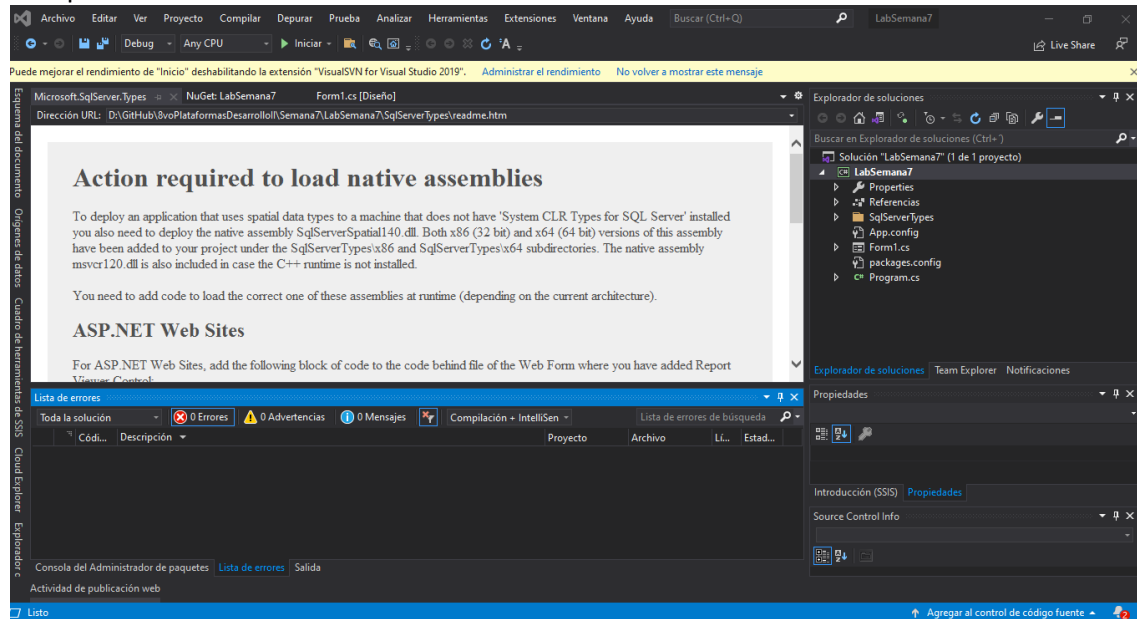 Archivo Editar Ver Proyecto Compilar Depurar Prueba Analizar Herramientas Extensiones Ventana Ayuda Buscar (Ctrl+Q) LabSemana7
Debug Any CPU Iniciar Live Share
Puede mejorar el rendimiento de "Inicio" deshabilitando la extensión "VisualSVN for Visual Studio 2019". Administrar el rendimiento No volver a mostrar este mensaje
Esquema del documento
Orígenes de datos
Cuadro de herramientas
de SSIS
Cloud Explorer
Explorador c
Microsoft.SqlServer.Types NuGet: LabSemana7 Form1.cs [Diseño]
Dirección URL: D:\GitHub\8voPlataformasDesarrolloII\Semana7\LabSemana7\SqlServerTypes\readme.htm
Action required to load native assemblies
To deploy an application that uses spatial data types to a machine that does not have 'System CLR Types for SQL Server' installed
you also need to deploy the native assembly SqlServerSpatial140.dll. Both x86 (32 bit) and x64 (64 bit) versions of this assembly
have been added to your project under the SqlServerTypes\x86 and SqlServerTypes\x64 subdirectories. The native assembly
msvcr120.dll is also included in case the C++ runtime is not installed.
You need to add code to load the correct one of these assemblies at runtime (depending on the current architecture).
ASP.NET Web Sites
For ASP.NET Web Sites, add the following block of code to the code behind file of the Web Form where you have added Report
Viewer Control:
Lista de errores
Toda la solución 0 Errores 0 Advertencias 0 Mensajes Compilación + IntelliSen Lista de errores de búsqueda
Códi... Descripción Proyecto Archivo Lí... Estad...
Consola del Administrador de paquetes Lista de errores Salida
Actividad de publicación web
Explorador de soluciones
Buscar en Explorador de soluciones (Ctrl+´)
Solución "LabSemana7" (1 de 1 proyecto)
C# LabSemana7
Properties
Referencias
SqlServerTypes
App.config
Form1.cs
packages.config
C# Program.cs
Explorador de soluciones Team Explorer Notificaciones
Propiedades
Introducción (SSIS) Propiedades
Source Control Info
Listo Agregar al control de código fuente 2